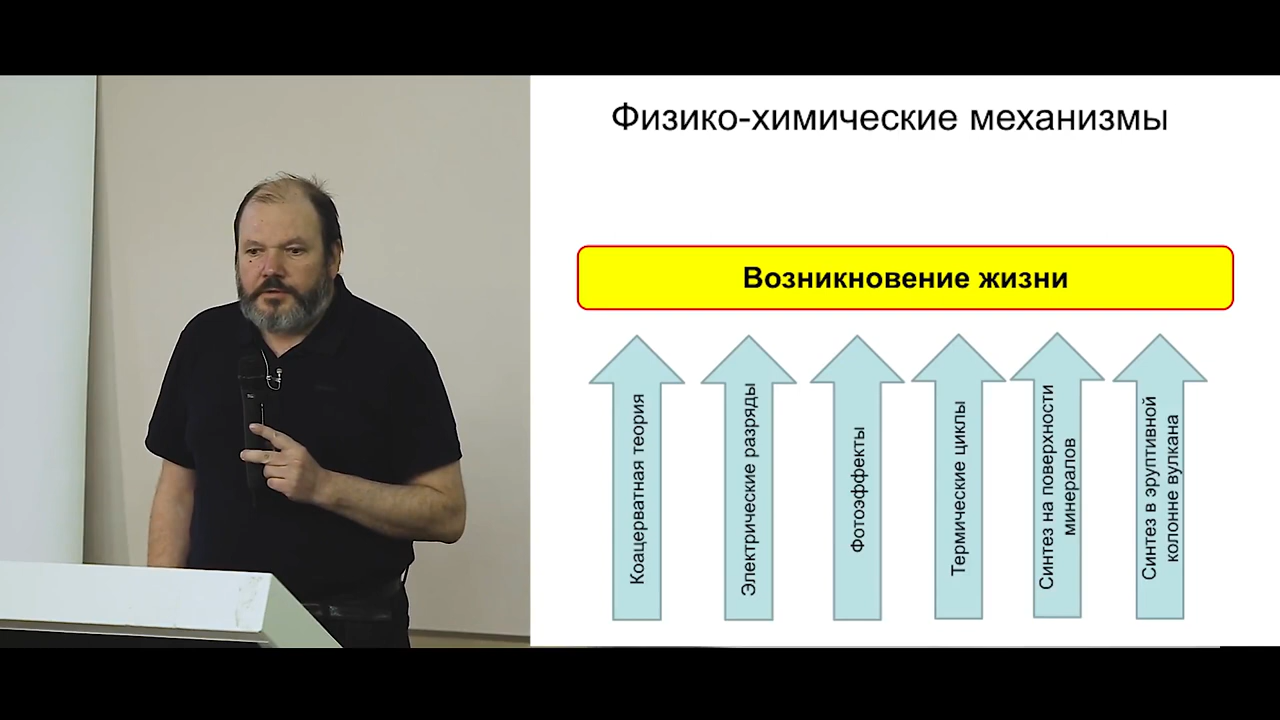 Физико-химические механизмы
Возникновение жизни
Коацерватная теория
Электрические разряды
Фотоэффекты
Термические циклы
Синтез на поверхности
минералов
Синтез в эруптивной
колонне вулкана